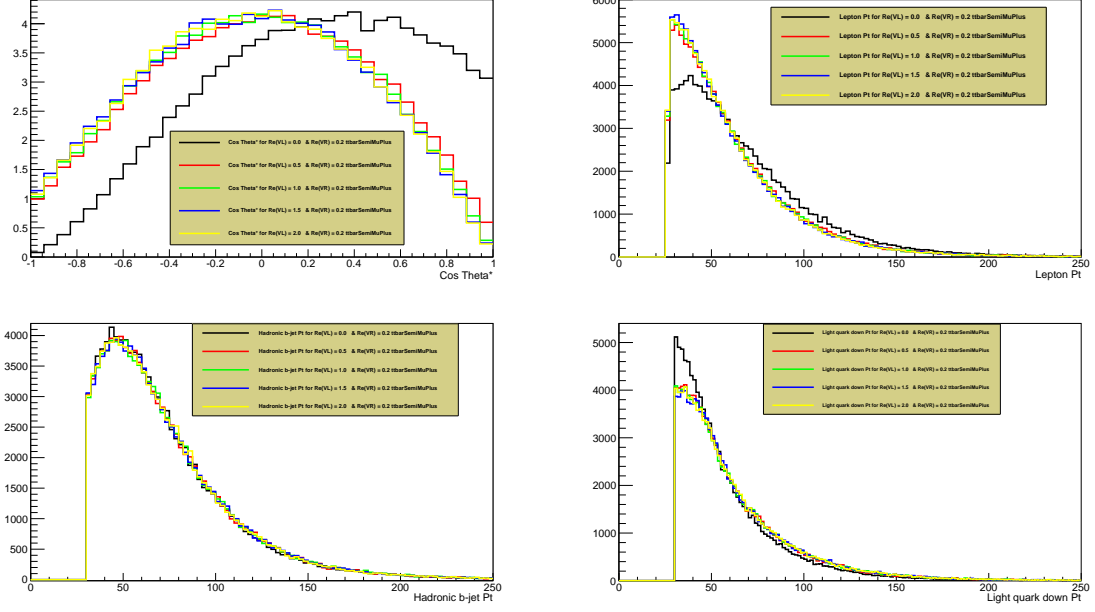 4
3.5
3
2.5
2
1.5
1
0.5
0
Cos Theta* for Re(VL) = 0.0 & Re(VR) = 0.2 ttbarSemiMuPlus
Cos Theta* for Re(VL) = 0.5 & Re(VR) = 0.2 ttbarSemiMuPlus
Cos Theta* for Re(VL) = 1.0 & Re(VR) = 0.2 ttbarSemiMuPlus
Cos Theta* for Re(VL) = 1.5 & Re(VR) = 0.2 ttbarSemiMuPlus
Cos Theta* for Re(VL) = 2.0 & Re(VR) = 0.2 ttbarSemiMuPlus
-1 -0.8 -0.6 -0.4 -0.2 0 0.2 0.4 0.6 0.8 1
Cos Theta*
6000
5000
4000
3000
2000
1000
0
Lepton Pt for Re(VL) = 0.0 & Re(VR) = 0.2 ttbarSemiMuPlus
Lepton Pt for Re(VL) = 0.5 & Re(VR) = 0.2 ttbarSemiMuPlus
Lepton Pt for Re(VL) = 1.0 & Re(VR) = 0.2 ttbarSemiMuPlus
Lepton Pt for Re(VL) = 1.5 & Re(VR) = 0.2 ttbarSemiMuPlus
Lepton Pt for Re(VL) = 2.0 & Re(VR) = 0.2 ttbarSemiMuPlus
0 50 100 150 200 250
Lepton Pt
4000
3500
3000
2500
2000
1500
1000
500
0
Hadronic b-jet Pt for Re(VL) = 0.0 & Re(VR) = 0.2 ttbarSemiMuPlus
Hadronic b-jet Pt for Re(VL) = 0.5 & Re(VR) = 0.2 ttbarSemiMuPlus
Hadronic b-jet Pt for Re(VL) = 1.0 & Re(VR) = 0.2 ttbarSemiMuPlus
Hadronic b-jet Pt for Re(VL) = 1.5 & Re(VR) = 0.2 ttbarSemiMuPlus
Hadronic b-jet Pt for Re(VL) = 2.0 & Re(VR) = 0.2 ttbarSemiMuPlus
0 50 100 150 200 250
Hadronic b-jet Pt
5000
4000
3000
2000
1000
0
Light quark down Pt for Re(VL) = 0.0 & Re(VR) = 0.2 ttbarSemiMuPlus
Light quark down Pt for Re(VL) = 0.5 & Re(VR) = 0.2 ttbarSemiMuPlus
Light quark down Pt for Re(VL) = 1.0 & Re(VR) = 0.2 ttbarSemiMuPlus
Light quark down Pt for Re(VL) = 1.5 & Re(VR) = 0.2 ttbarSemiMuPlus
Light quark down Pt for Re(VL) = 2.0 & Re(VR) = 0.2 ttbarSemiMuPlus
0 50 100 150 200 250
Light quark down Pt